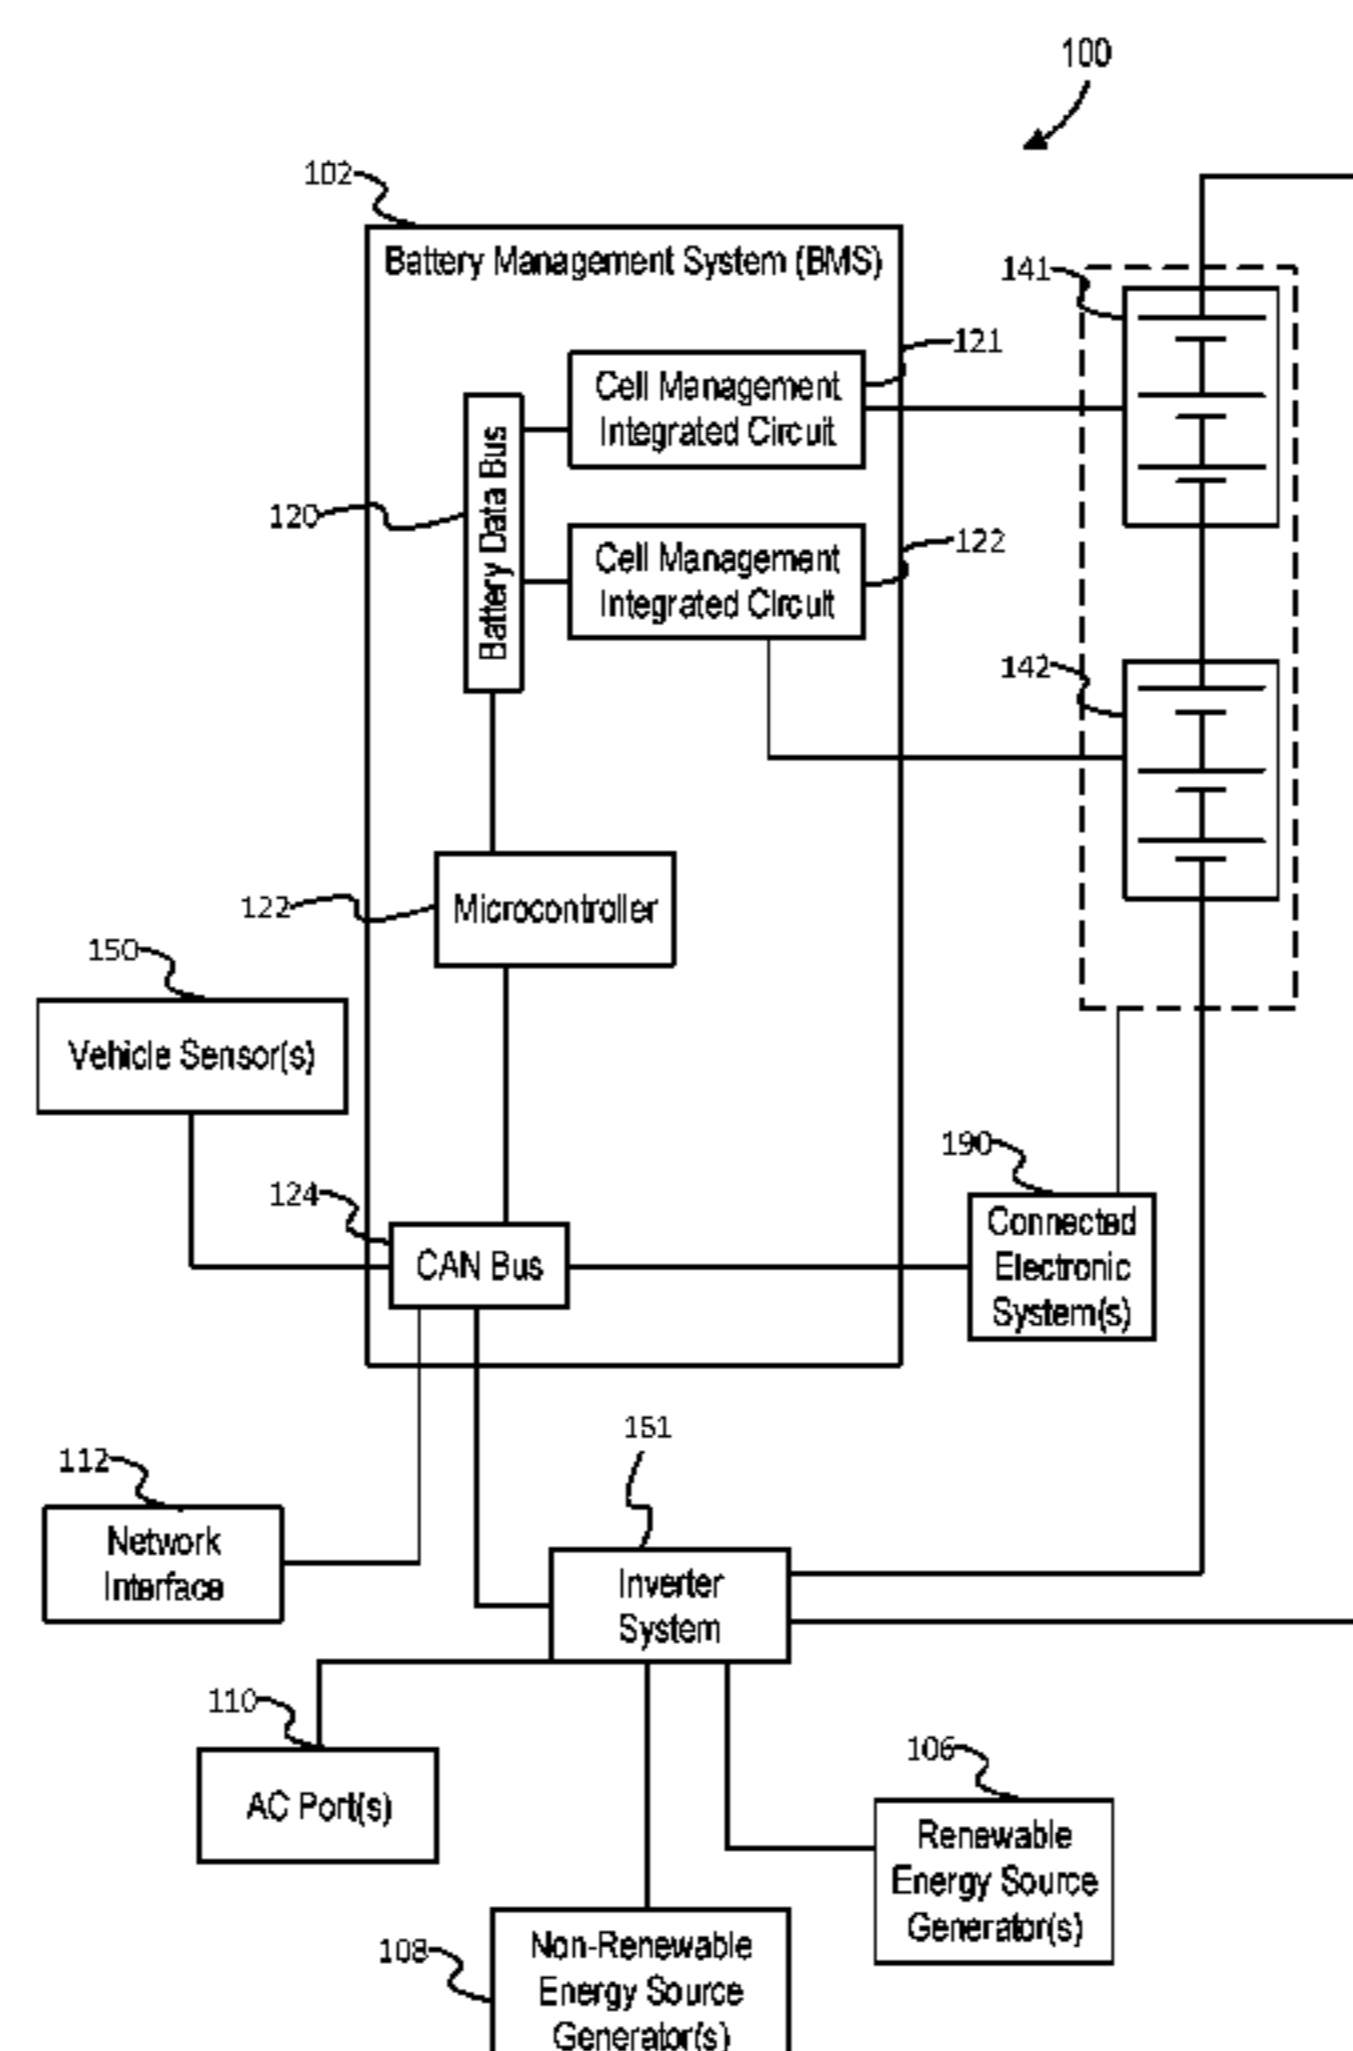 100
102
Battery Management System (BMS)
141
121
Cell Management
Integrated Circuit
Battery Data Bus
120
122
Cell Management
Integrated Circuit
142
122
Microcontroller
150
Vehicle Sensor(s)
190
124
CAN Bus
Connected
Electronic
System(s)
151
112
Network
Interface
Inverter
System
110
AC Port(s)
106
Renewable
Energy Source
Generator(s)
108
Non-Renewable
Energy Source
Generator(s)